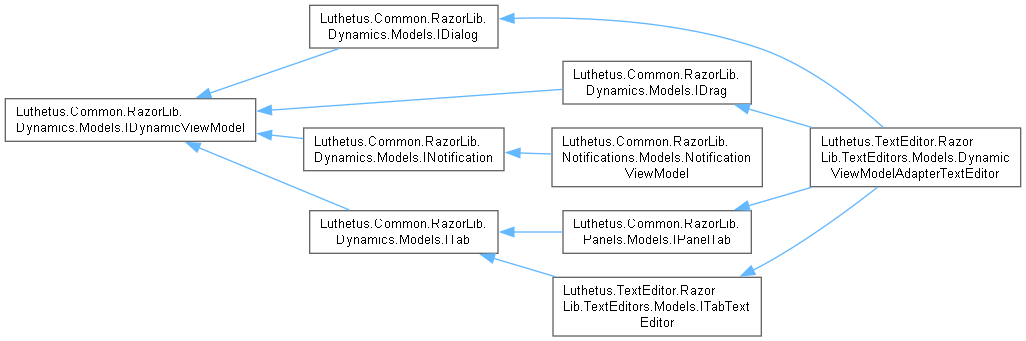 Luthetus.Common.RazorLib.
Dynamics.Models.IDialog
Luthetus.Common.RazorLib.
Dynamics.Models.IDrag
Luthetus.Common.RazorLib.
Dynamics.Models.IDynamicViewModel
Luthetus.Common.RazorLib.
Dynamics.Models.INotification
Luthetus.Common.RazorLib.
Notifications.Models.Notification
ViewModel
Luthetus.TextEditor.Razor
Lib.TextEditors.Models.Dynamic
ViewModelAdapterTextEditor
Luthetus.Common.RazorLib.
Dynamics.Models.ITab
Luthetus.Common.RazorLib.
Panels.Models.IPanelTab
Luthetus.TextEditor.Razor
Lib.TextEditors.Models.ITabText
Editor